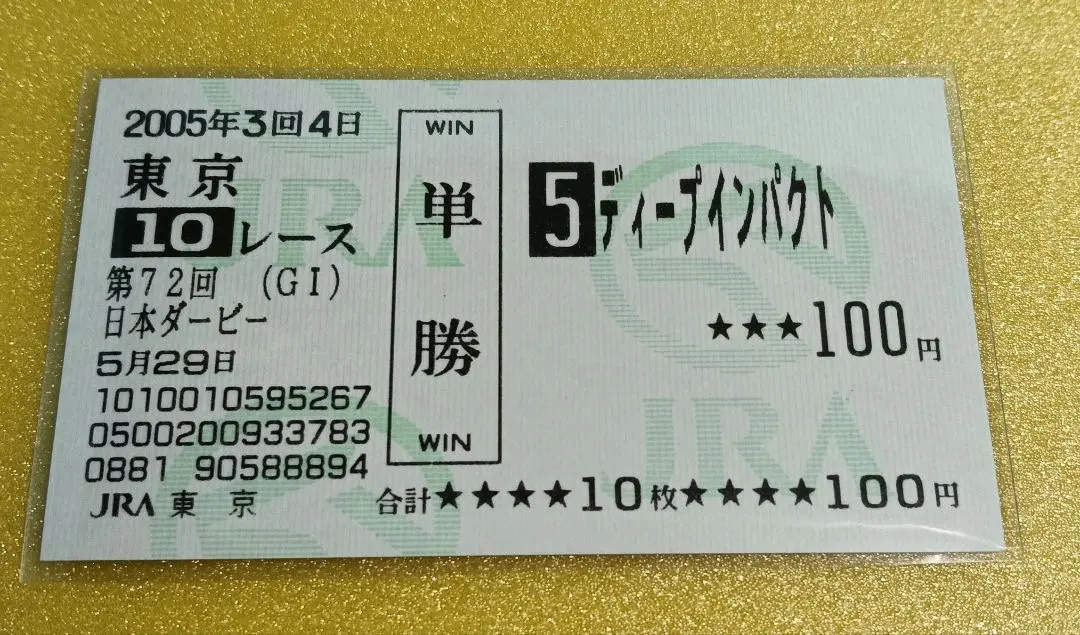 2005年3回4日
東京
10レース
第72回 (GI)
日本ダービー
5月29日
1010010595267
0500200933783
0881 90588894
JRA 東 京
WIN
単
勝
WIN
5 ディープインパクト
★★★100円
合計★★★★10枚★★★★100円
JRA
JRA